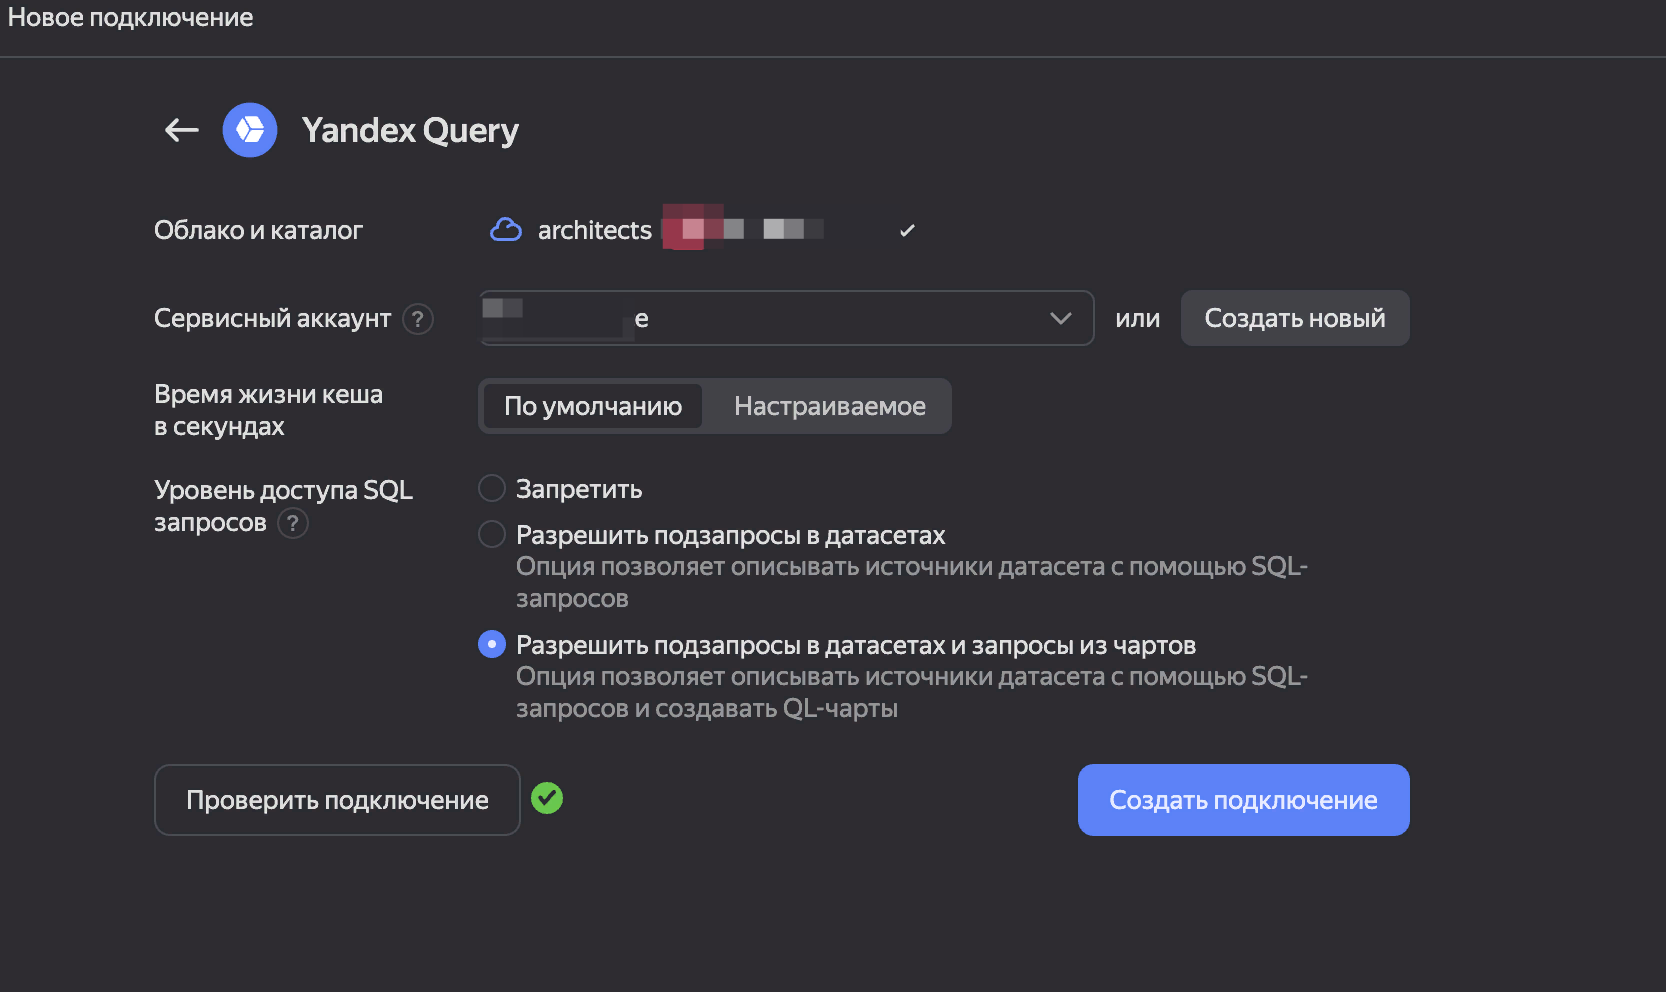 Новое подключение
Yandex Query
Облако и каталог
architects
Сервисный аккаунт ?
е
или
Создать новый
Время жизни кеша
в секундах
По умолчанию
Настраиваемое
Уровень доступа SQL
запросов ?
Запретить
Разрешить подзапросы в датасетах
Опция позволяет описывать источники датасета с помощью SQL-
запросов
Разрешить подзапросы в датасетах и запросы из чартов
Опция позволяет описывать источники датасета с помощью SQL-
запросов и создавать QL-чарты
Проверить подключение
Создать подключение